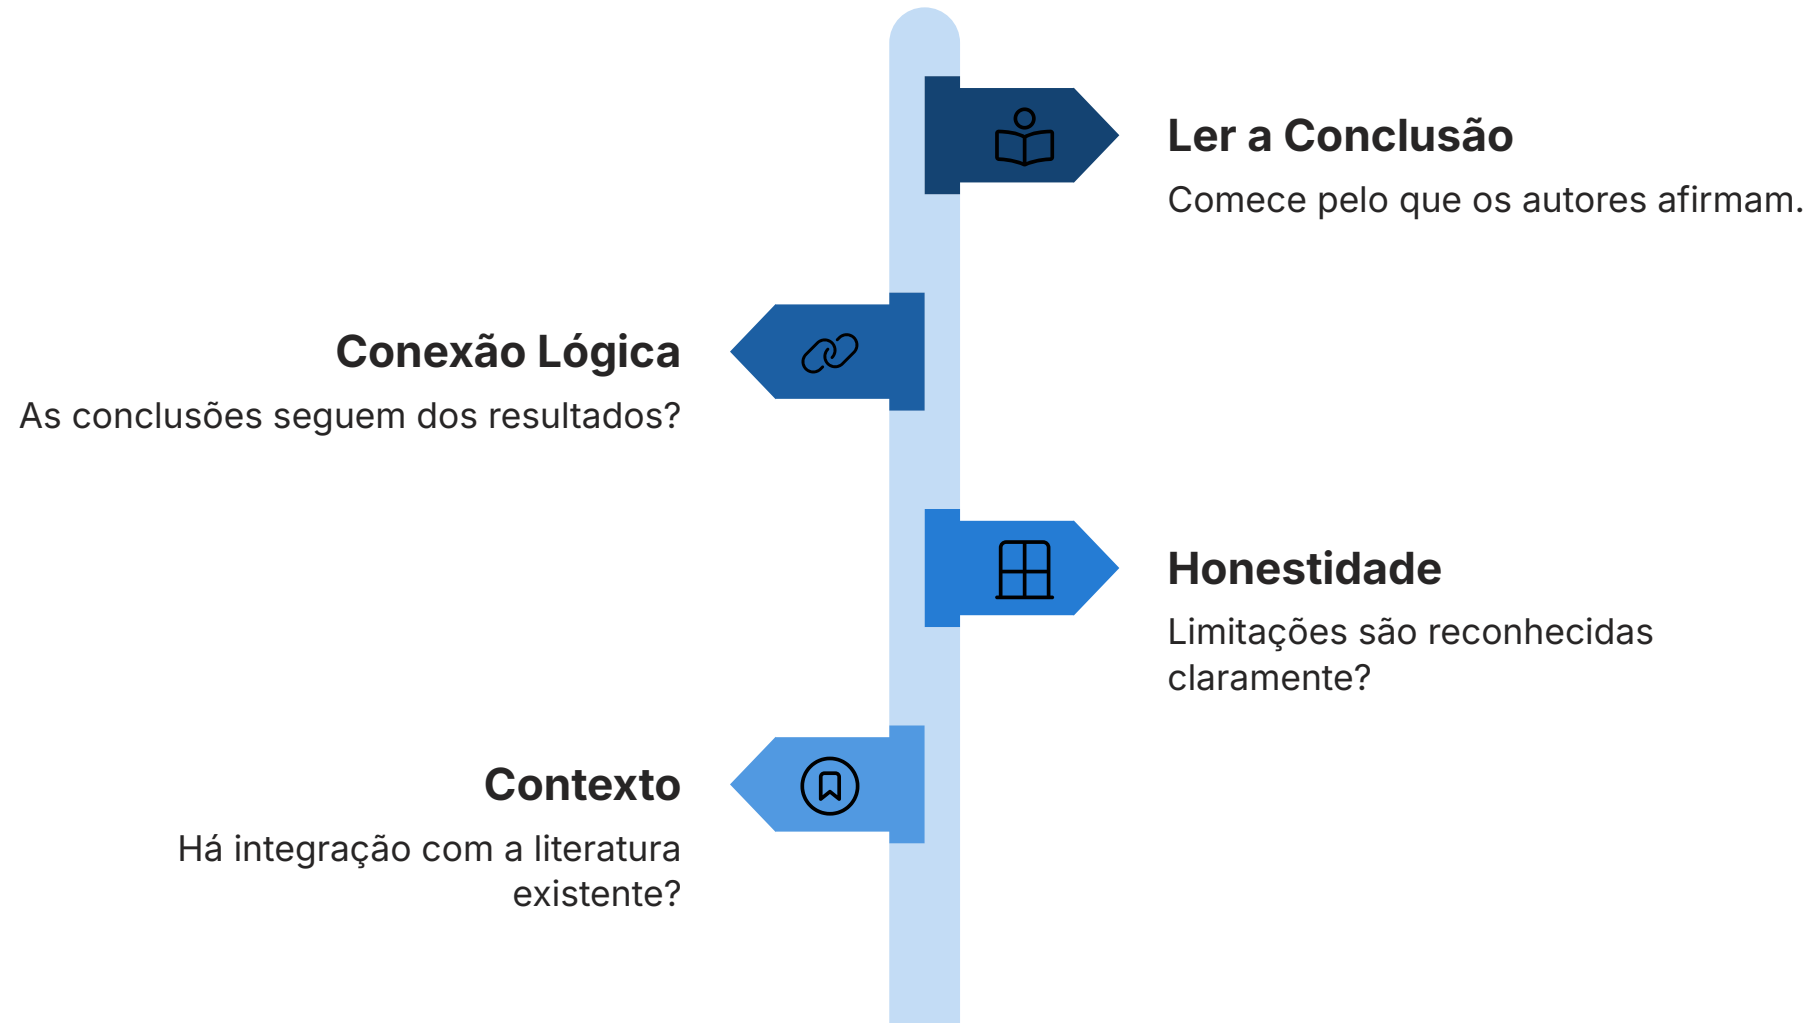 Ler a Conclusão
Comece pelo que os autores afirmam.
Conexão Lógica
As conclusões seguem dos resultados?
Honestidade
Limitações são reconhecidas
claramente?
Contexto
Há integração com a literatura
existente?